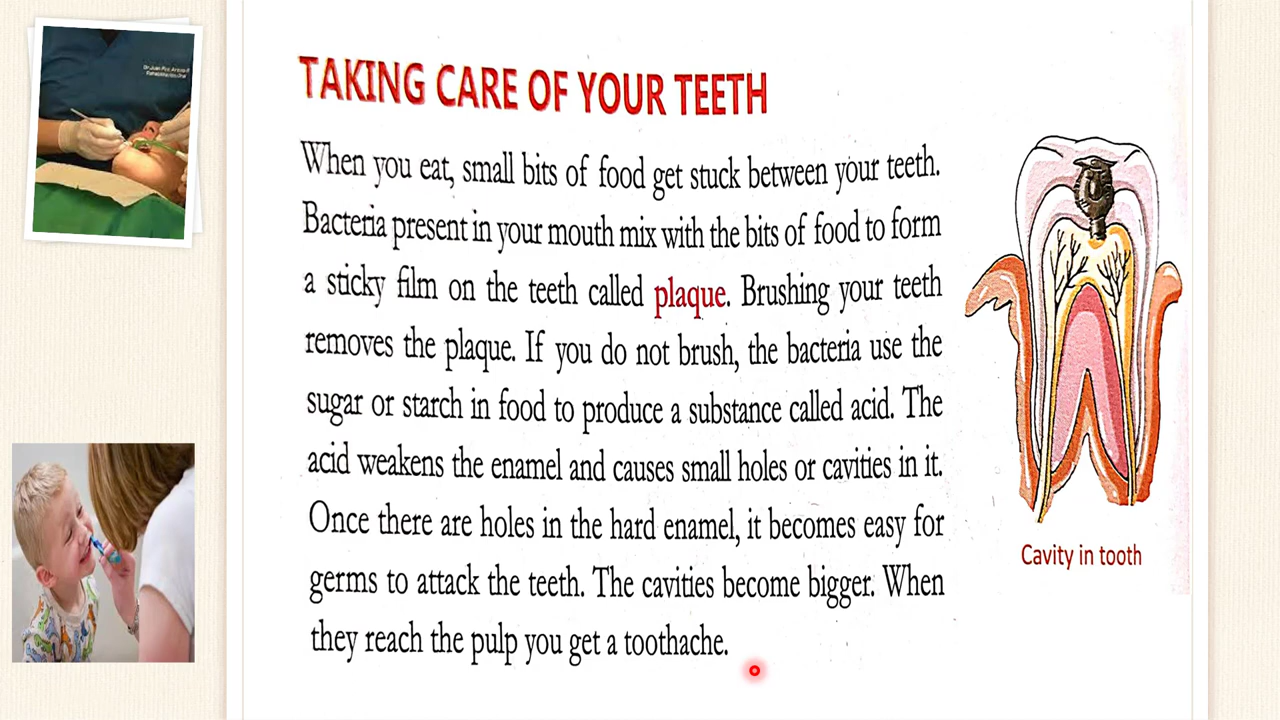 TAKING CARE OF YOUR TEETH
When you eat, small bits of food get stuck between your teeth.
Bacteria present in your mouth mix with the bits of food to form
a sticky film on the teeth called plaque. Brushing your teeth
removes the plaque. If you do not brush, the bacteria use the
sugar or starch in food to produce a substance called acid. The
acid weakens the enamel and causes small holes or cavities in it.
Once there are holes in the hard enamel, it becomes easy for
germs to attack the teeth. The cavities become bigger. When
they reach the pulp you get a toothache.
Cavity in tooth